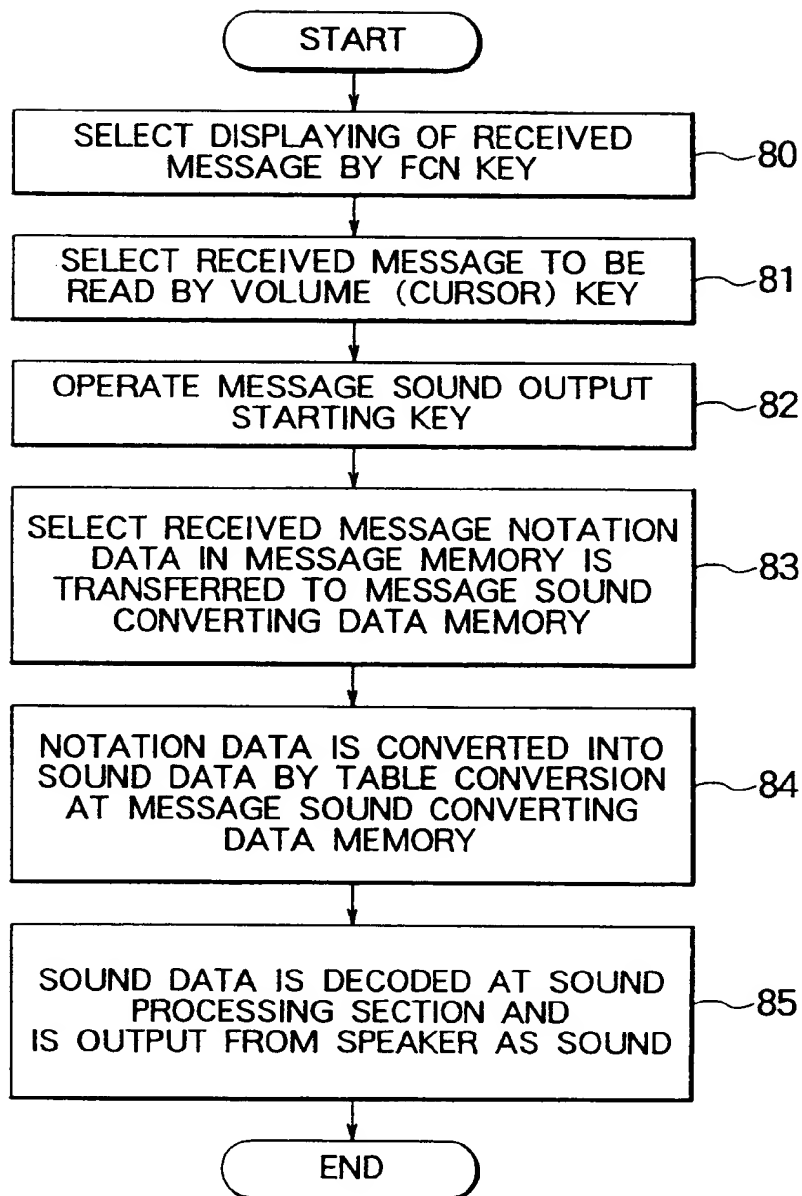 START
SELECT DISPLAYING OF RECEIVED
MESSAGE BY FCN KEY
80
SELECT RECEIVED MESSAGE TO BE
READ BY VOLUME (CURSOR) KEY
81
OPERATE MESSAGE SOUND OUTPUT
STARTING KEY
82
SELECT RECEIVED MESSAGE NOTATION
DATA IN MESSAGE MEMORY IS
TRANSFERRED TO MESSAGE SOUND
CONVERTING DATA MEMORY
83
NOTATION DATA IS CONVERTED INTO
SOUND DATA BY TABLE CONVERSION
AT MESSAGE SOUND CONVERTING
DATA MEMORY
84
SOUND DATA IS DECODED AT SOUND
PROCESSING SECTION AND
IS OUTPUT FROM SPEAKER AS SOUND
85
END